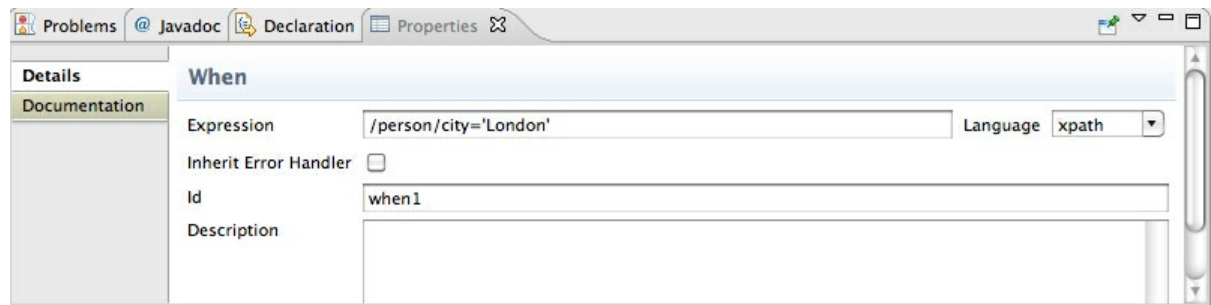 Problems @ Javadoc Declaration Properties
Details
When
Documentation
Expression /person/city='London' Language xpath
Inherit Error Handler
Id when1
Description